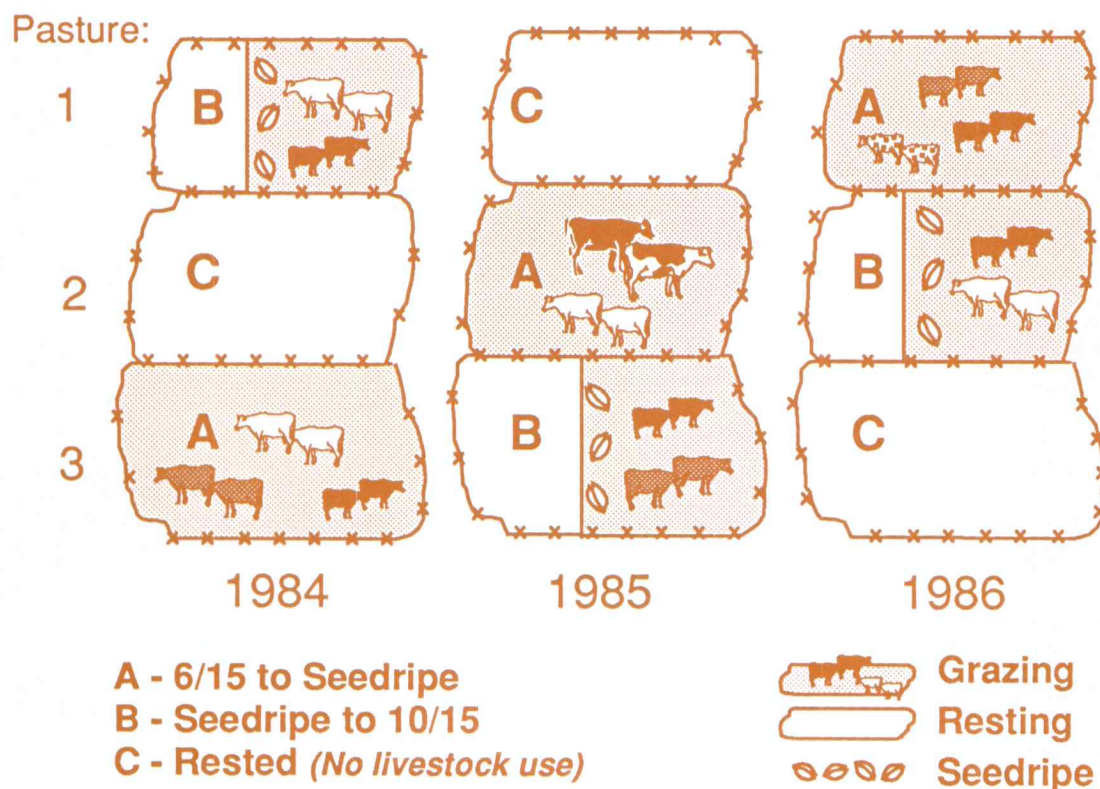 Pasture:
1
B
C
A
2
C
A
B
3
A
B
C
1984
1985
1986
A - 6/15 to Seedripe
B - Seedripe to 10/15
C - Rested (No livestock use)
Grazing
Resting
Seedripe